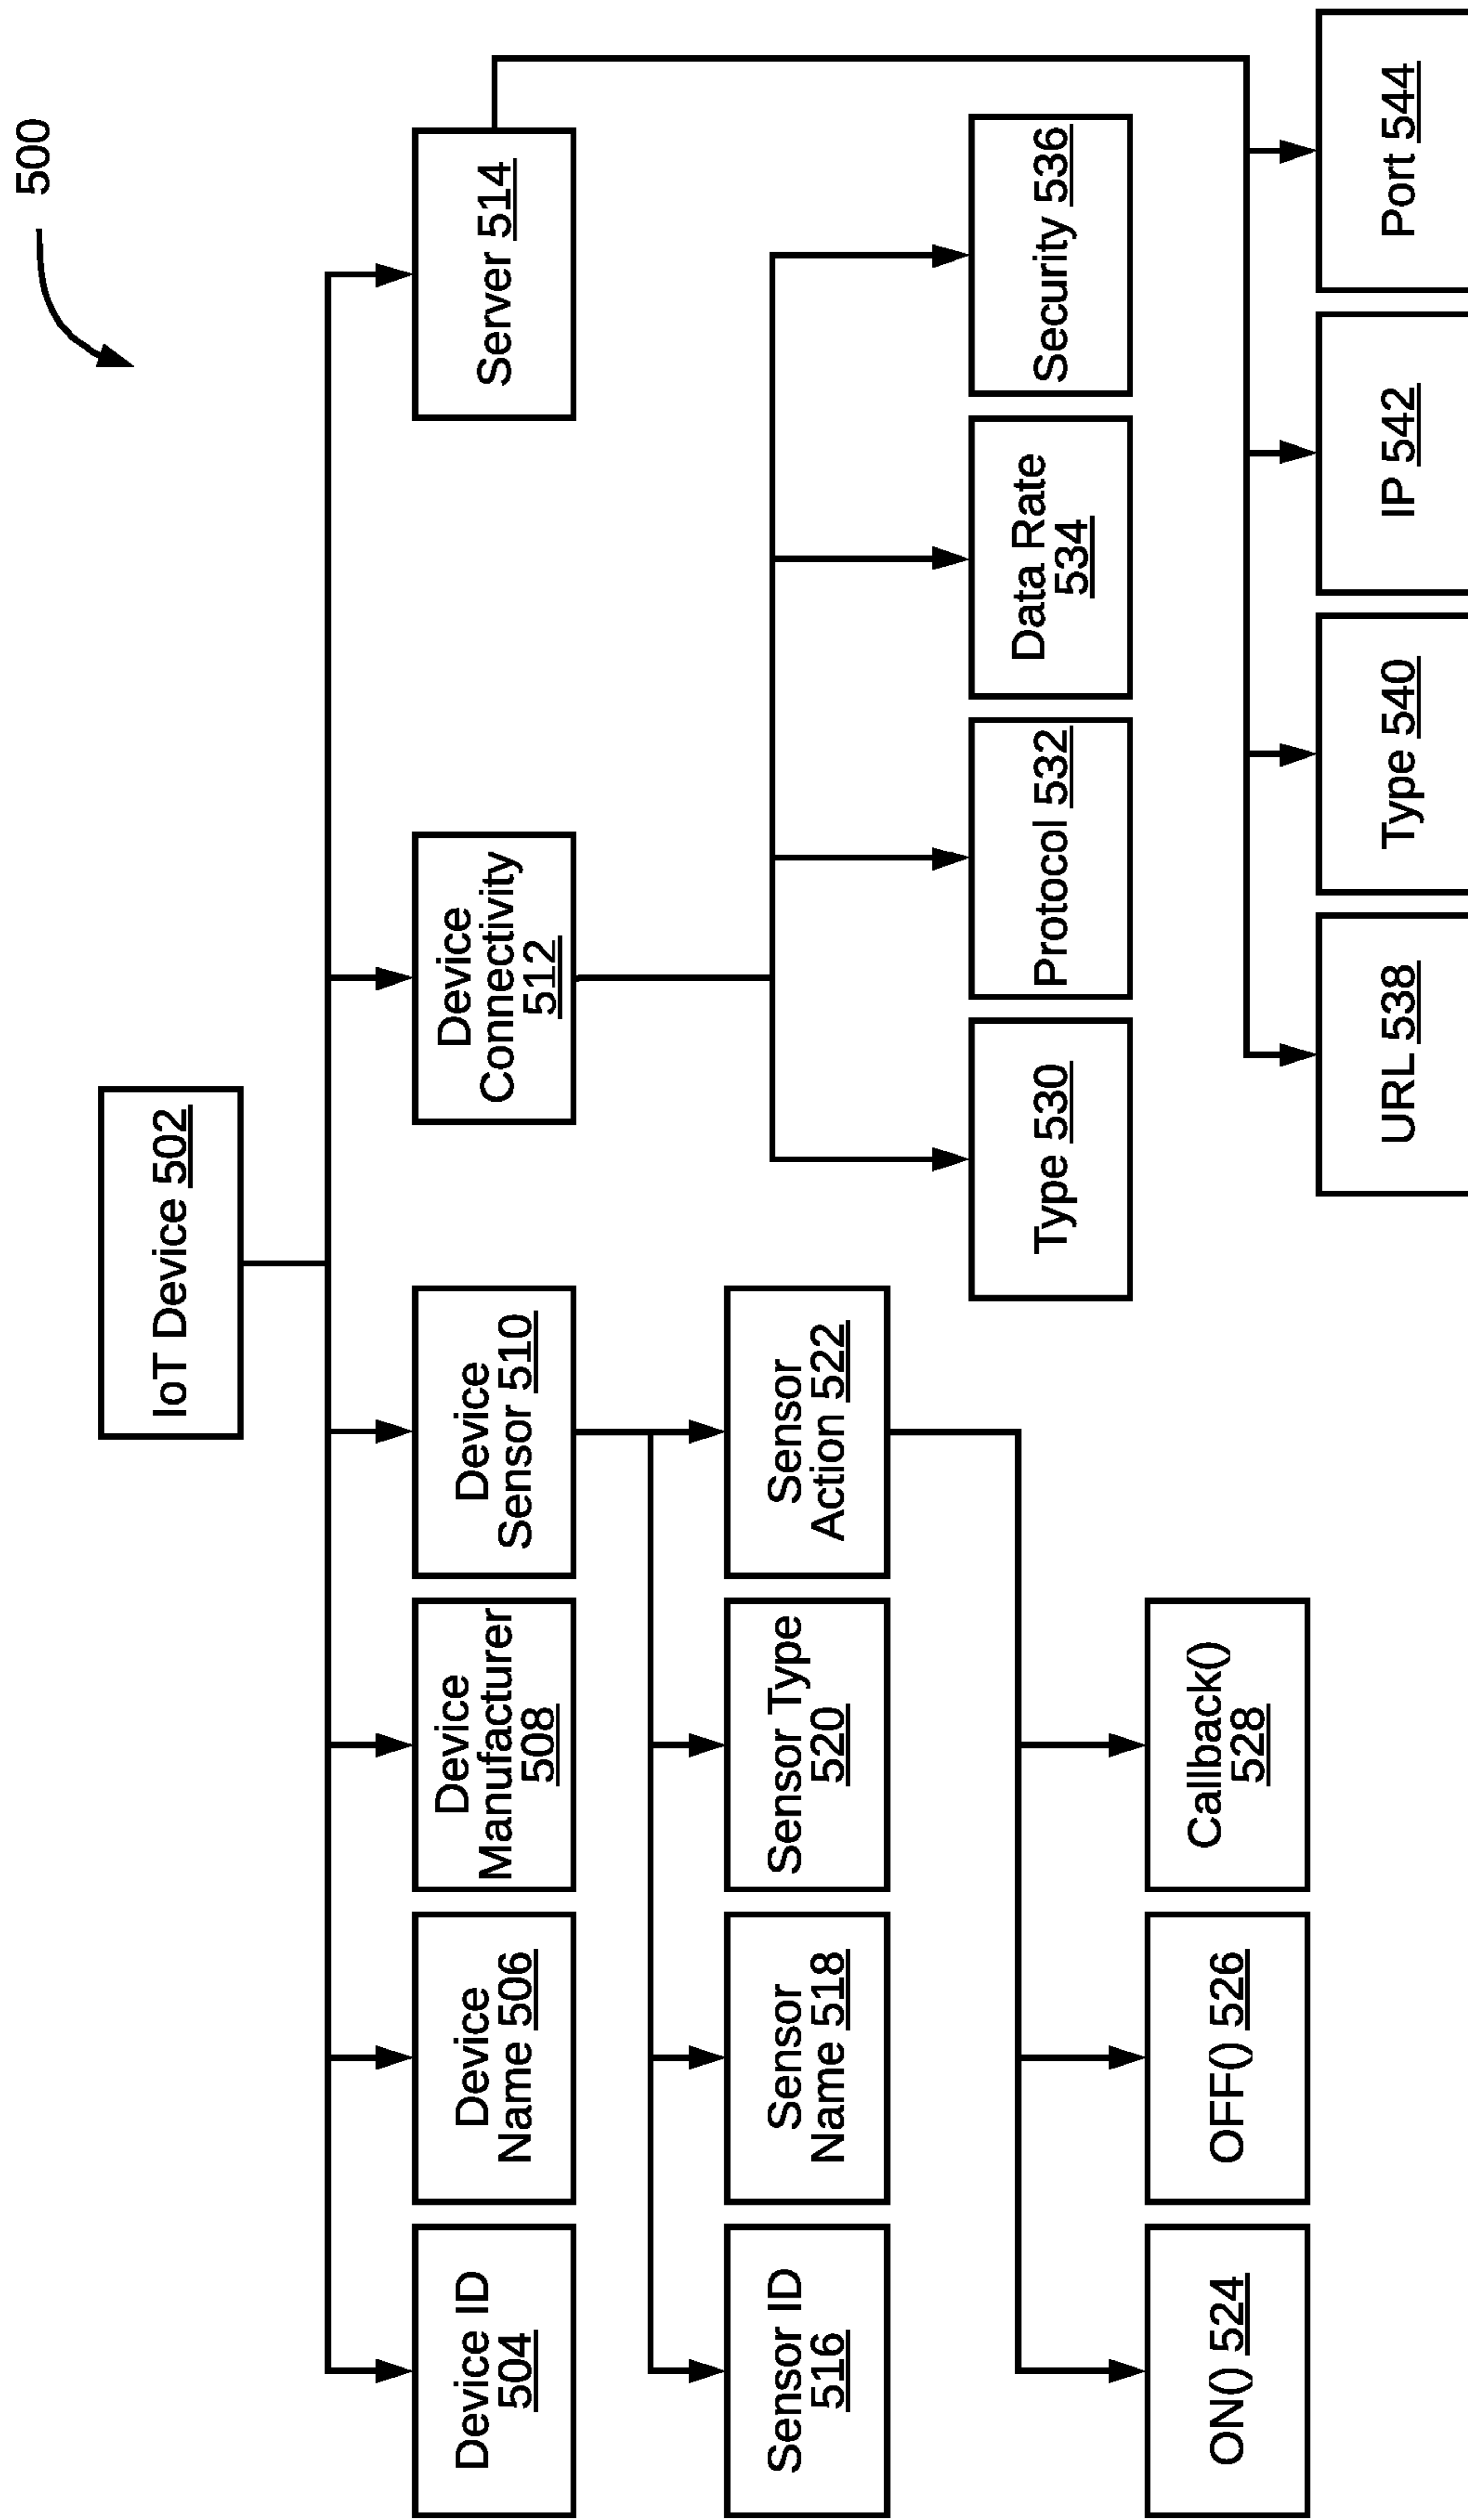 500
IoT Device 502
Device ID
504
Device
Name 506
Device
Manufacturer
508
Device
Sensor 510
Device
Connectivity
512
Server 514
Sensor ID
516
Sensor
Name 518
Sensor Type
520
Sensor
Action 522
Type 530
Protocol 532
Data Rate
534
Security 536
ON() 524
OFF() 526
Callback()
528
URL 538
Type 540
IP 542
Port 544